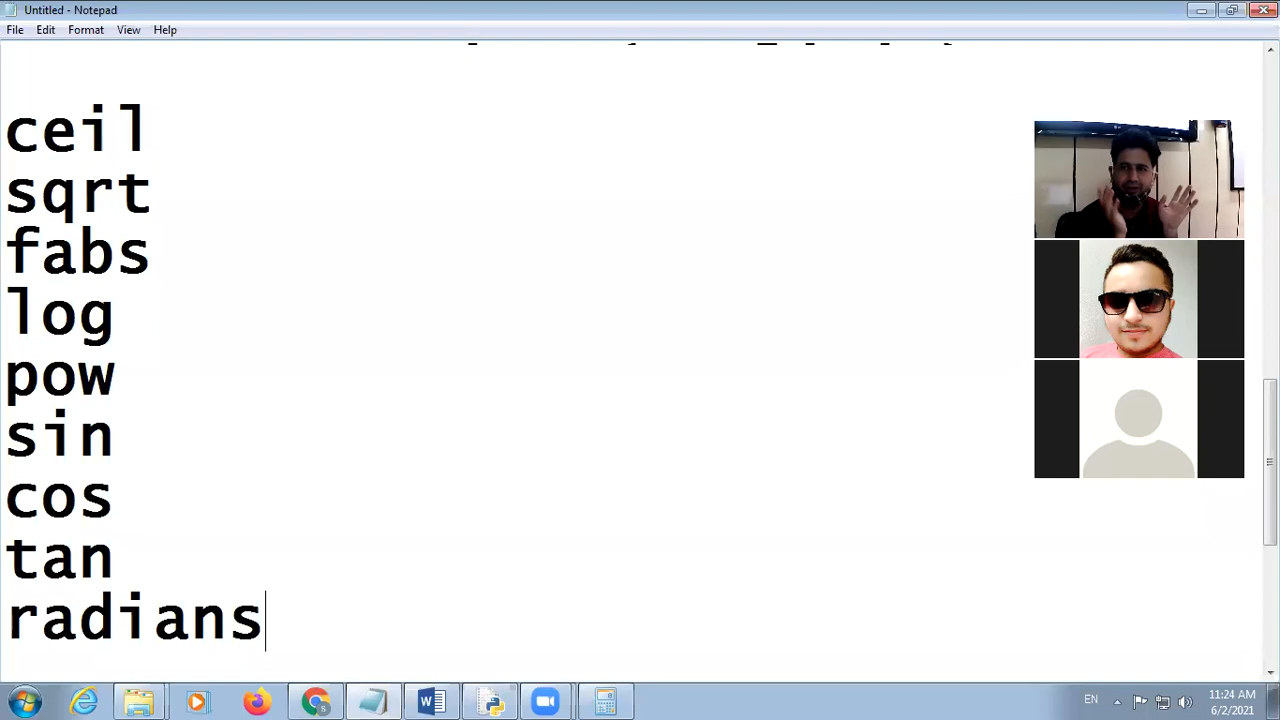 Untitled - Notepad
File Edit Format View Help
ceil
sqrt
fabs
log
pow
sin
cos
tan
radians
EN
11:24 AM
6/2/2021